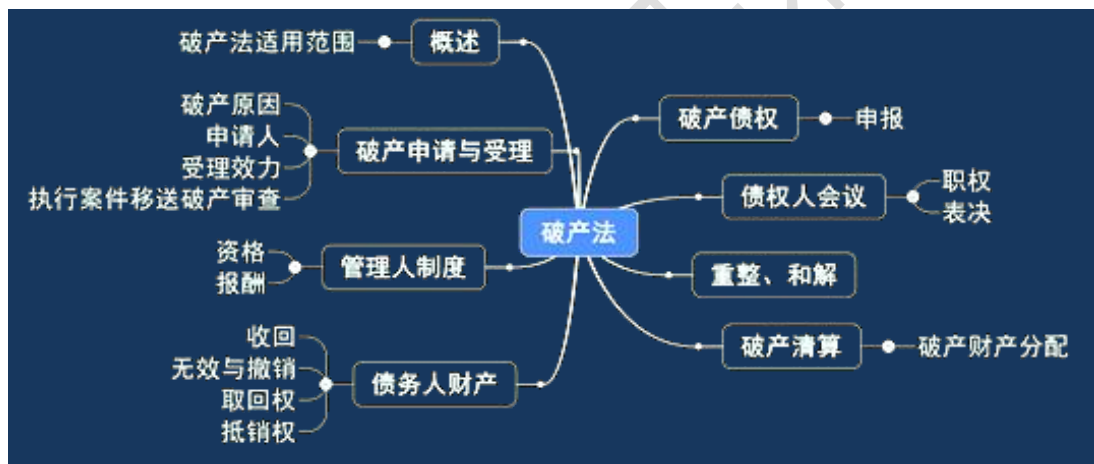 破产法适用范围
概述
破产原因
申请人
受理效力
执行案件移送破产审查
破产申请与受理
资格
报酬
管理人制度
收回
无效与撤销
取回权
抵销权
债务人财产
破产法
破产债权
申报
债权人会议
职权
表决
重整、和解
破产清算
破产财产分配